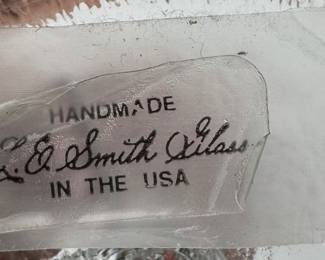 HANDMADE
L. E. Smith Glass
IN THE USA